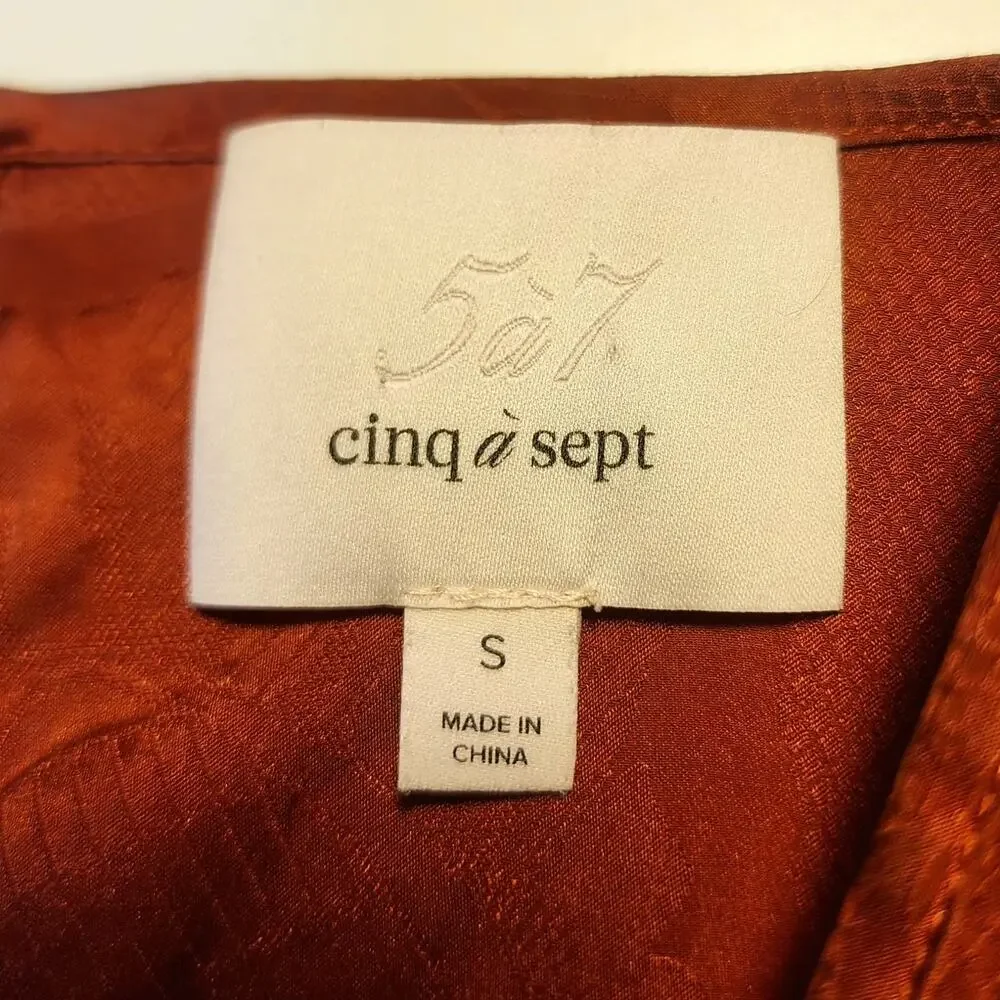 5à7
cinq à sept
S
MADE IN
CHINA